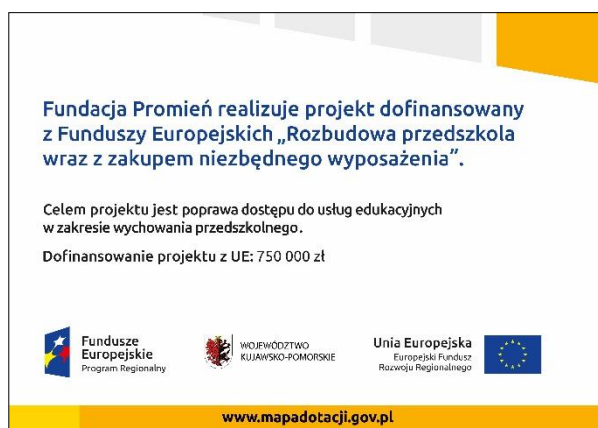 Fundacja Promień realizuje projekt dofinansowany
z Funduszy Europejskich „Rozbudowa przedszkola
wraz z zakupem niezbędnego wyposażenia”.
Celem projektu jest poprawa dostępu do usług edukacyjnych
w zakresie wychowania przedszkolnego.
Dofinansowanie projektu z UE: 750 000 zł
Fundusze
Europejskie
Program Regionalny
WOJEWÓDZTWO
KUJAWSKO-POMORSKIE
Unia Europejska
Europejski Fundusz
Rozwoju Regionalnego
www.mapadotacji.gov.pl